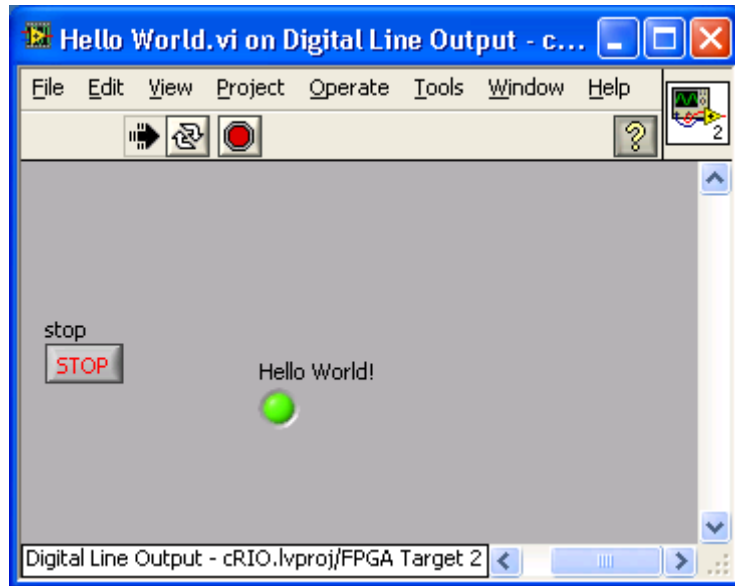 Hello World.vi on Digital Line Output - c...
File Edit View Project Operate Tools Window Help
?
2
stop
STOP
Hello World!
Digital Line Output - cRIO.lvproj/FPGA Target 2